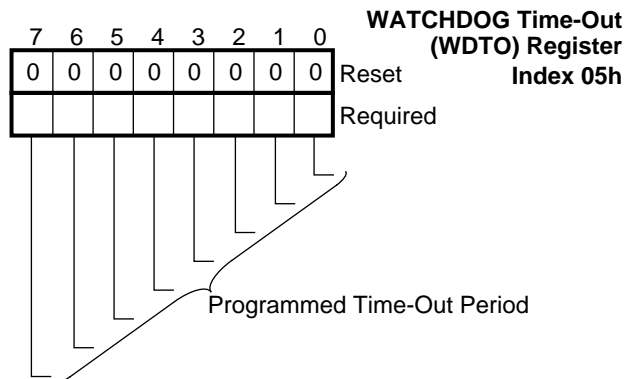 WATCHDOG Time-Out
(WDTO) Register
Index 05h
7 6 5 4 3 2 1 0
0 0 0 0 0 0 0 0 Reset
Required
Programmed Time-Out Period